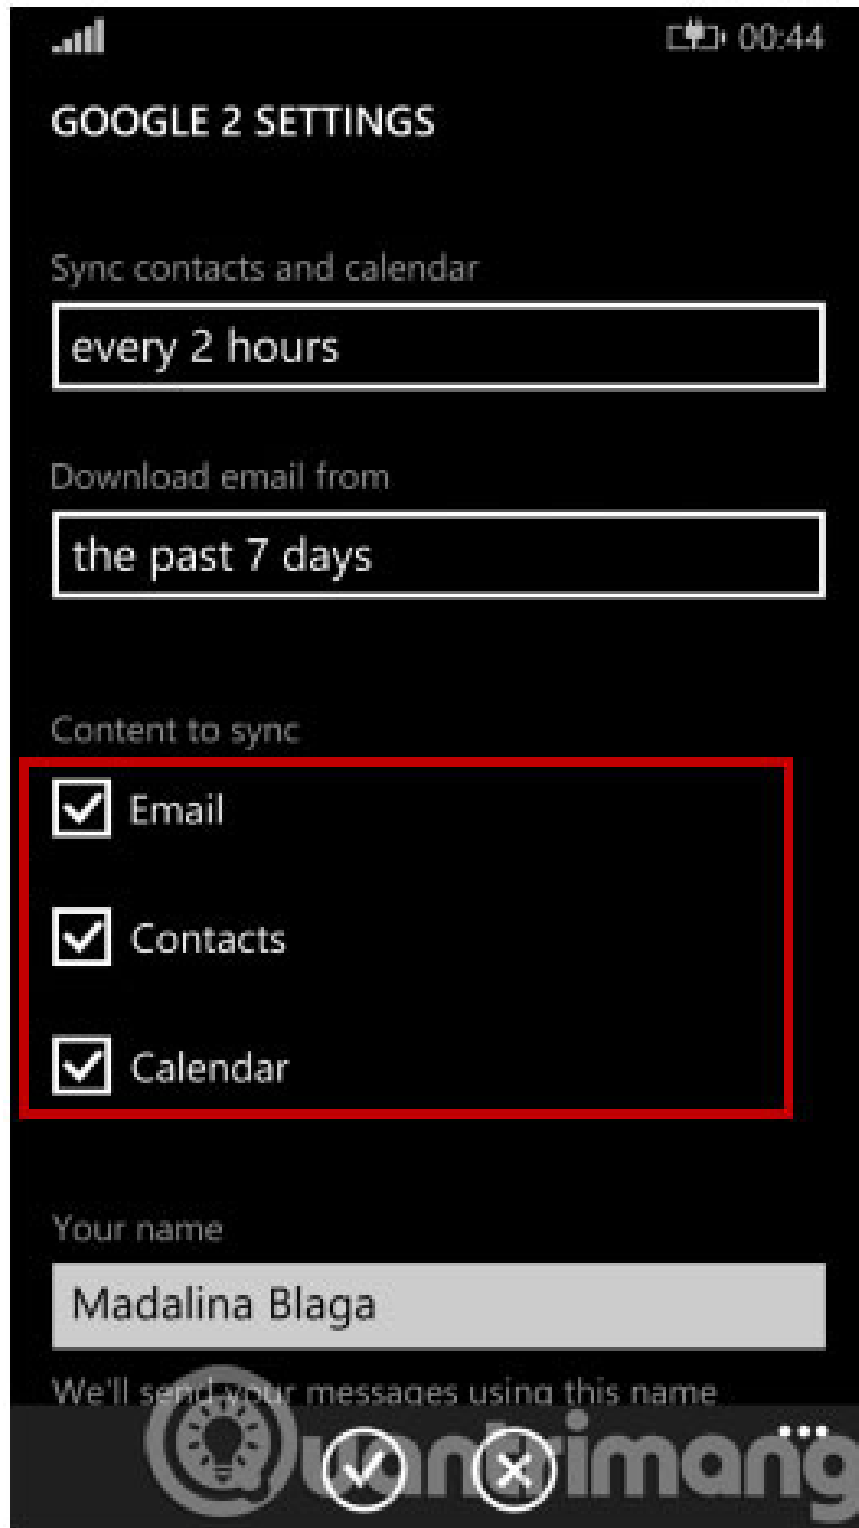 00:44
GOOGLE 2 SETTINGS
Sync contacts and calendar
every 2 hours
Download email from
the past 7 days
Content to sync
Email
Contacts
Calendar
Your name
Madalina Blaga
We'll send your messages using this name
Quantrimang